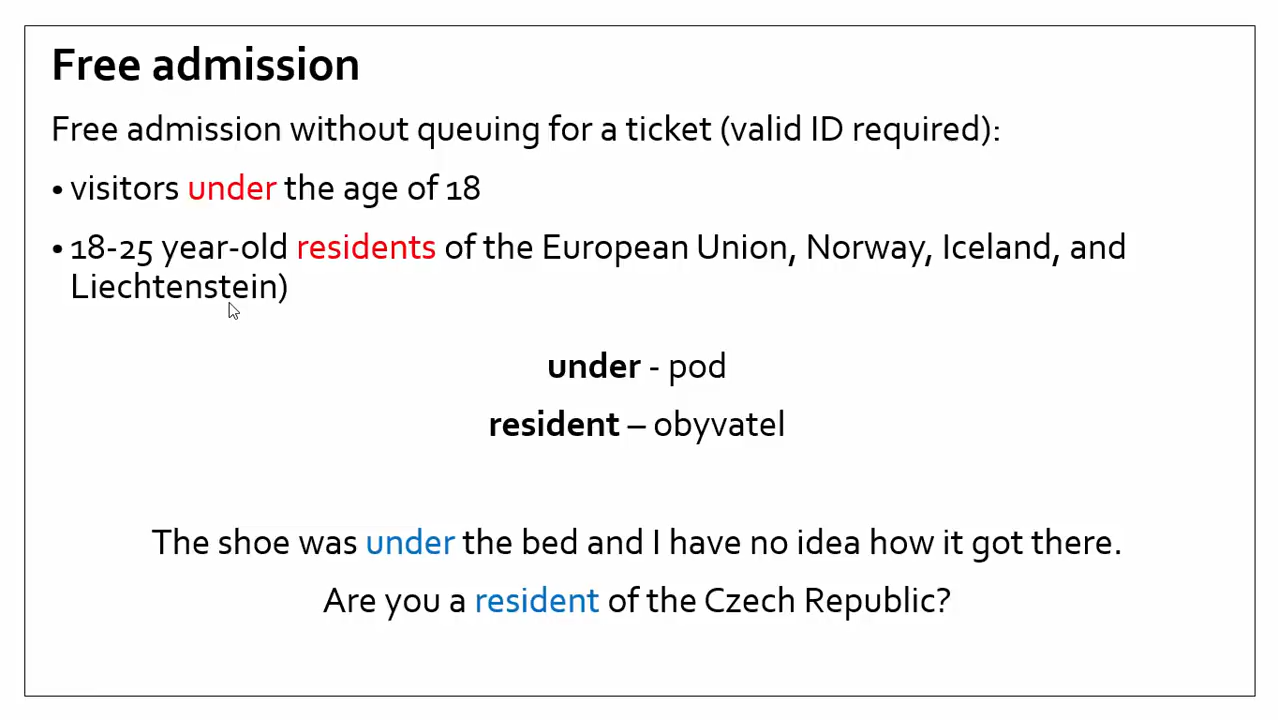 Free admission
Free admission without queuing for a ticket (valid ID required):
• visitors under the age of 18
• 18-25 year-old residents of the European Union, Norway, Iceland, and
Liechtenstein)
under - pod
resident – obyvatel
The shoe was under the bed and I have no idea how it got there.
Are you a resident of the Czech Republic?